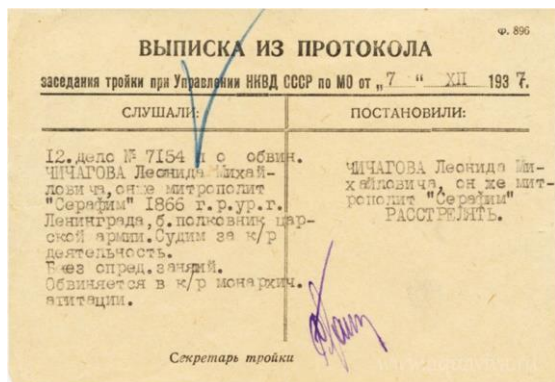 Ф. 896
ВЫПИСКА ИЗ ПРОТОКОЛА
заседания тройки при Управлении НКВД СССР по МО от „ 7 “ XII 1937 г.
СЛУШАЛИ:
12. дело № 7154 по обвин.
ЧИЧАГОВА Леонида Михай-
ловича, он же митрополит
"Серафим" 1866 г.р. ур. г.
Ленинграда, б. полковник цар-
ской армии. Судим за к/р
деятельность.
Без опред. занятий.
Обвиняется в к/р монархич.
агитации.
ПОСТАНОВИЛИ:
ЧИЧАГОВА Леонида Ми-
хайловича, он же мит-
рополит "Серафим"
РАССТРЕЛЯТЬ.
Секретарь тройки